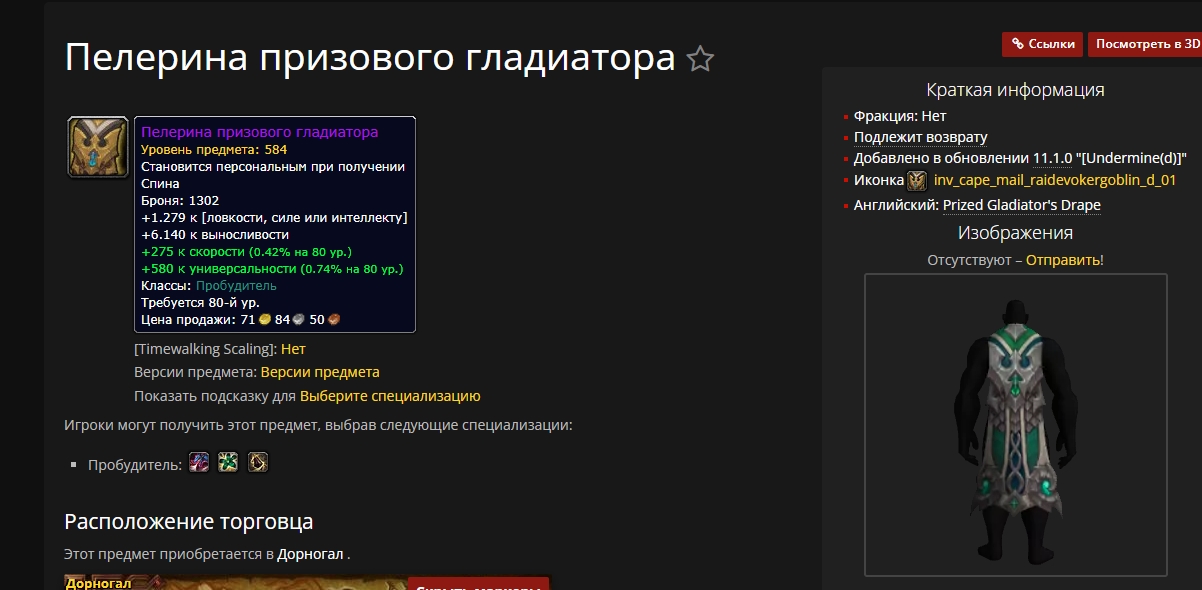 Пелерина призового гладиатора
Ссылки
Посмотреть в 3D
Пелерина призового гладиатора
Уровень предмета: 584
Становится персональным при получении
Спина
Броня: 1302
+1.279 к [ловкости, силе или интеллекту]
+6.140 к выносливости
+275 к скорости (0.42% на 80 ур.)
+580 к универсальности (0.74% на 80 ур.)
Классы: Пробудитель
Требуется 80-й ур.
Цена продажи: 71 84 50
[Timewalking Scaling]: Нет
Версии предмета: Версии предмета
Показать подсказку для Выберите специализацию
Игроки могут получить этот предмет, выбрав следующие специализации:
Пробудитель:
Расположение торговца
Этот предмет приобретается в Дорногал .
Дорногал
Краткая информация
Фракция: Нет
Подлежит возврату
Добавлено в обновлении 11.1.0 "[Undermine(d)]"
Иконка inv_cape_mail_raidevokergoblin_d_01
Английский: Prized Gladiator's Drape
Изображения
Отсутствуют – Отправить!